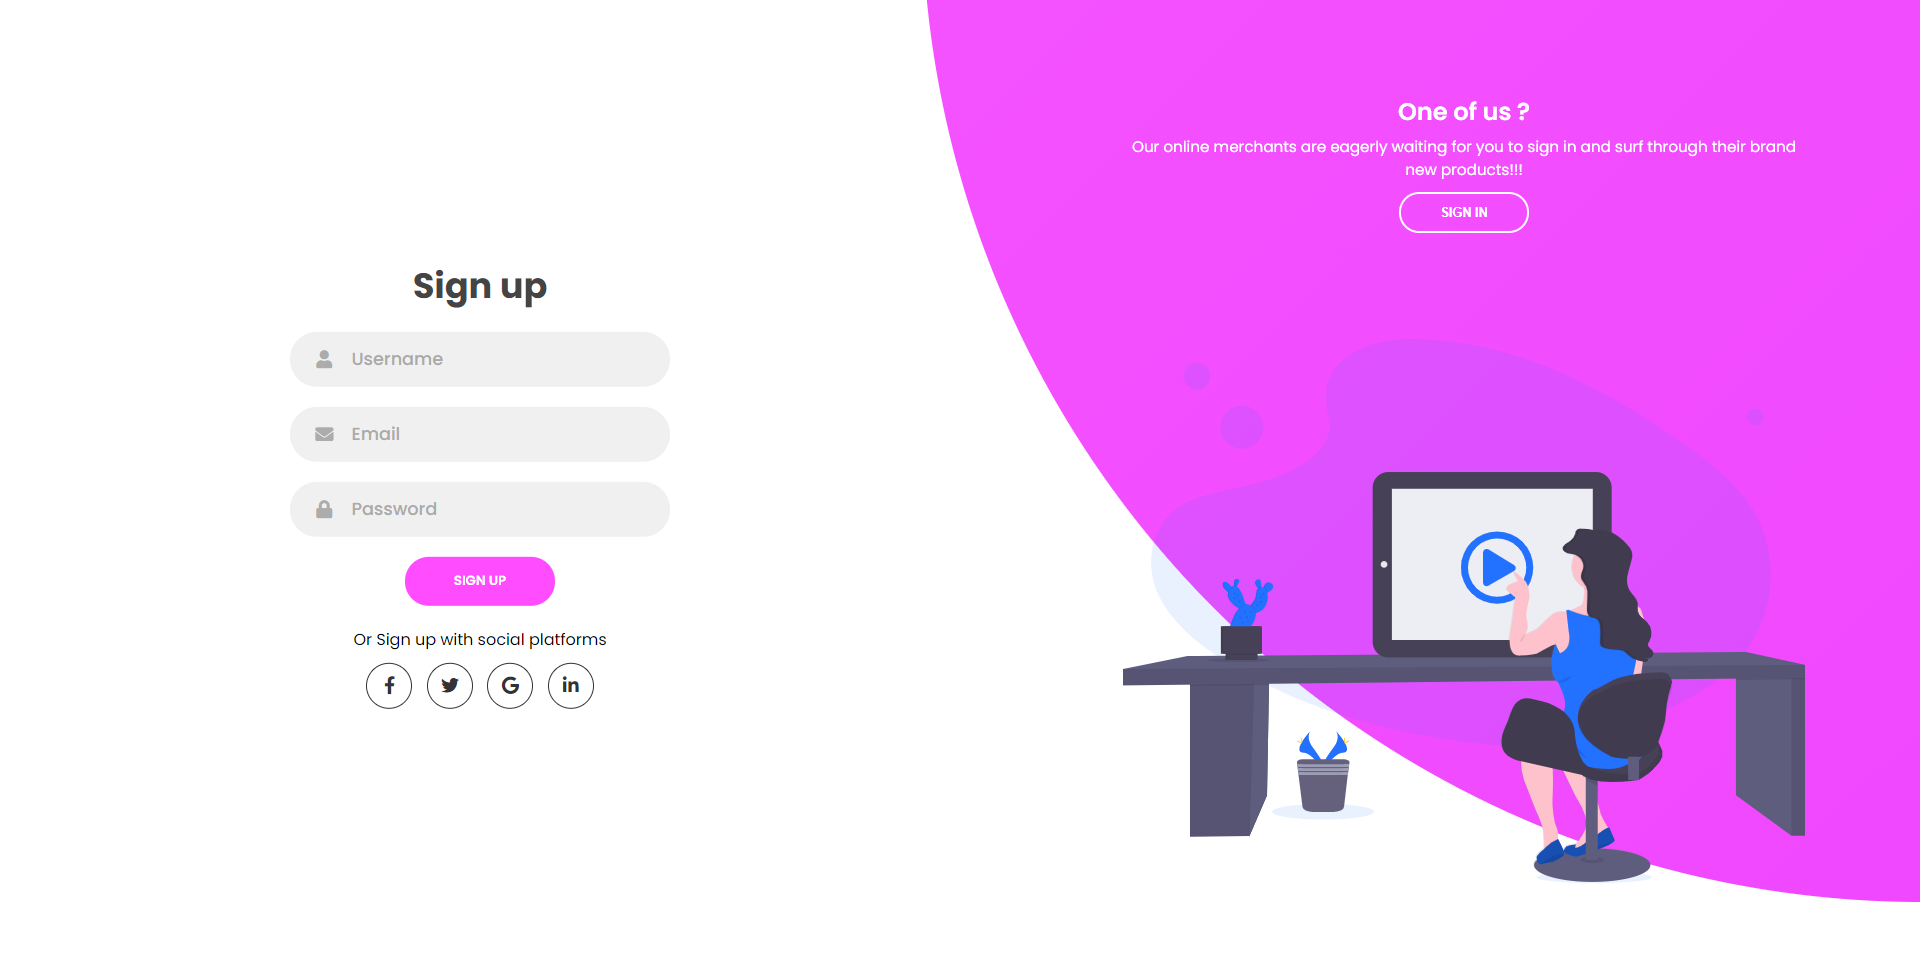 One of us ?
Our online merchants are eagerly waiting for you to sign in and surf through their brand
new products!!!
SIGN IN
Sign up
Username
Email
Password
SIGN UP
Or Sign up with social platforms